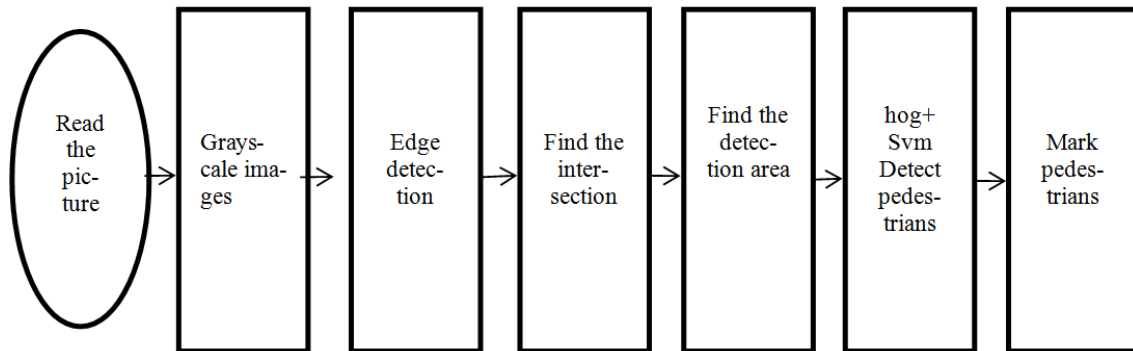 Read
the
pic-
ture
Grays-
cale ima-
ges
Edge
detec-
tion
Find the
inter-
section
Find the
detec-
tion area
hog+
Svm
Detect
pedes-
trians
Mark
pedes-
trians